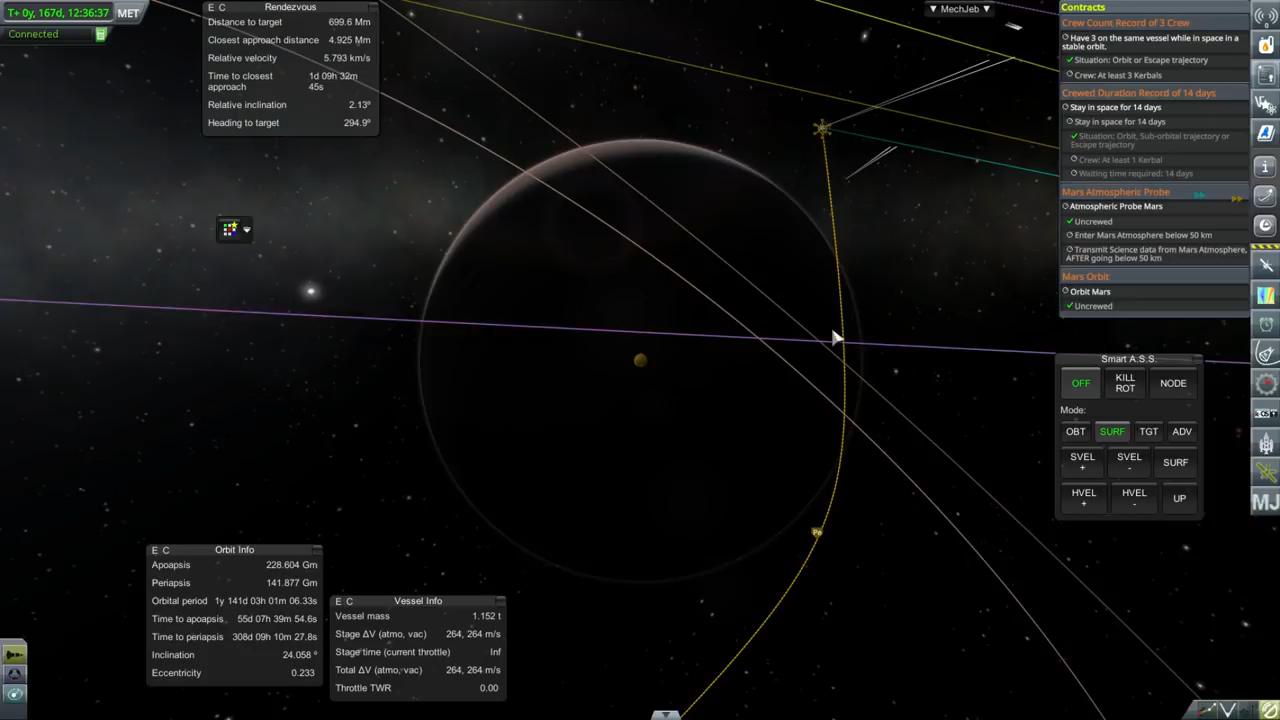 T+ 0y, 167d, 12:36:37 MET
Connected
E C Rendezvous
Distance to target 699.6 Mm
Closest approach distance 4.925 Mm
Relative velocity 5.793 km/s
Time to closest approach 1d 09h 32m 45s
Relative inclination 2.13º
Heading to target 294.9º
▼ MechJeb ▼
Contracts
Crew Count Record of 3 Crew
Have 3 on the same vessel while in space in a
stable orbit.
Situation: Orbit or Escape trajectory
Crew: At least 3 Kerbals
Crewed Duration Record of 14 days
Stay in space for 14 days
Stay in space for 14 days
Situation: Orbit, Sub-orbital trajectory or
Escape trajectory
Crew: At least 1 Kerbal
Waiting time required: 14 days
Mars Atmospheric Probe
Atmospheric Probe Mars
Uncrewed
Enter Mars Atmosphere below 50 km
Transmit Science data from Mars Atmosphere,
AFTER going below 50 km
Mars Orbit
Orbit Mars
Uncrewed
Pe
Smart A.S.S.
OFF KILL ROT NODE
Mode:
OBT SURF TGT ADV
SVEL + SVEL - SURF
HVEL + HVEL - UP
MJ
E C Orbit Info
Apoapsis 228.604 Gm
Periapsis 141.877 Gm
Orbital period 1y 141d 03h 01m 06.33s
Time to apoapsis 55d 07h 39m 54.6s
Time to periapsis 308d 09h 10m 27.8s
Inclination 24.058 º
Eccentricity 0.233
E C Vessel Info
Vessel mass 1.152 t
Stage ΔV (atmo, vac) 264, 264 m/s
Stage time (current throttle) Inf
Total ΔV (atmo, vac) 264, 264 m/s
Throttle TWR 0.00